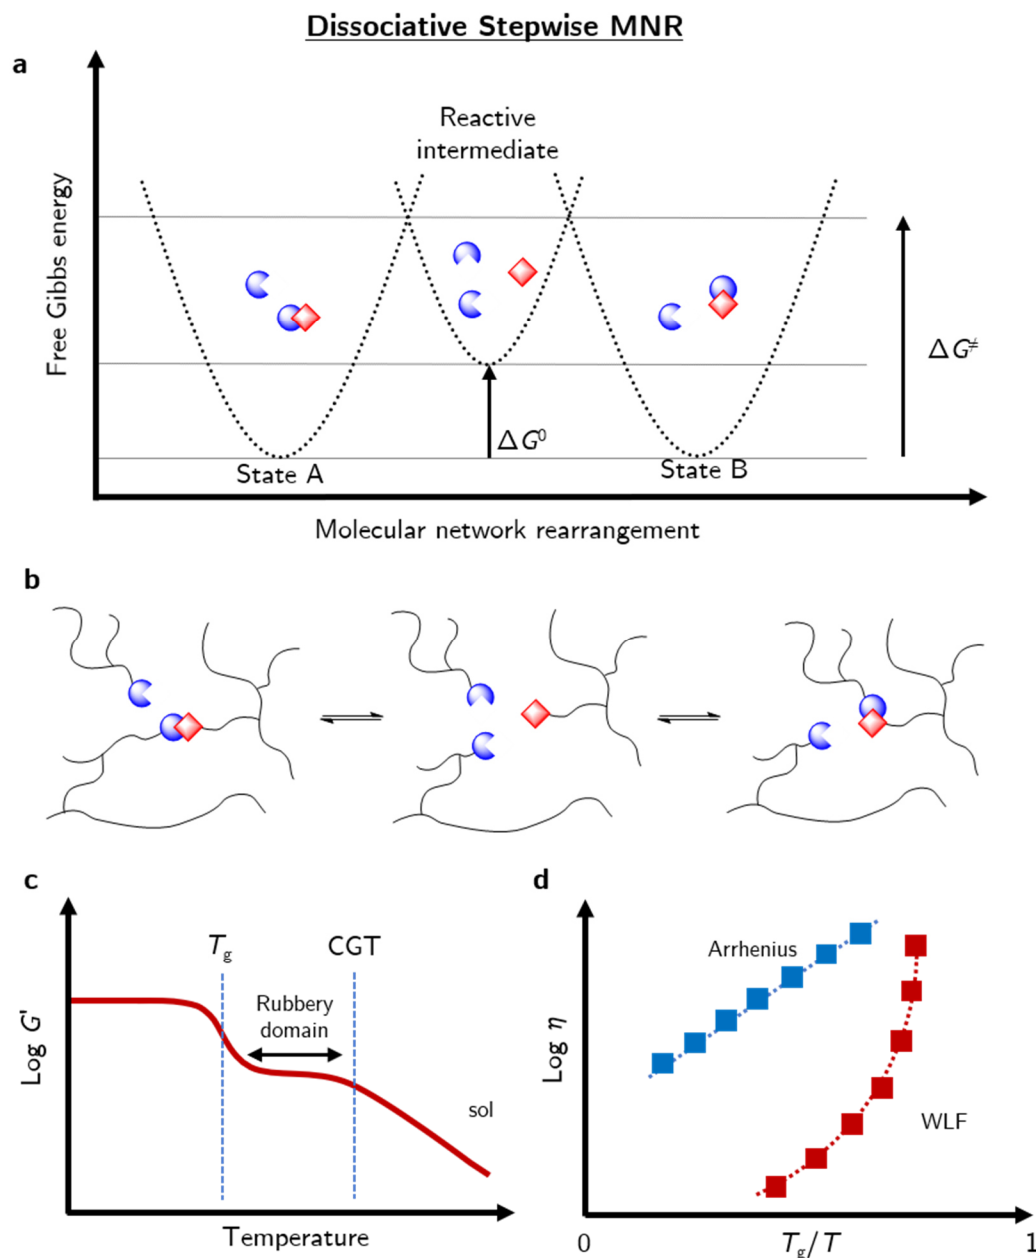 Dissociative Stepwise MNR
a
Reactive
intermediate
Free Gibbs energy
ΔG⁰
ΔG≠
State A
State B
Molecular network rearrangement
b
c
Tg
CGT
Rubbery
domain
Log G'
sol
Temperature
d
Arrhenius
Log η
WLF
0
Tg/T
1